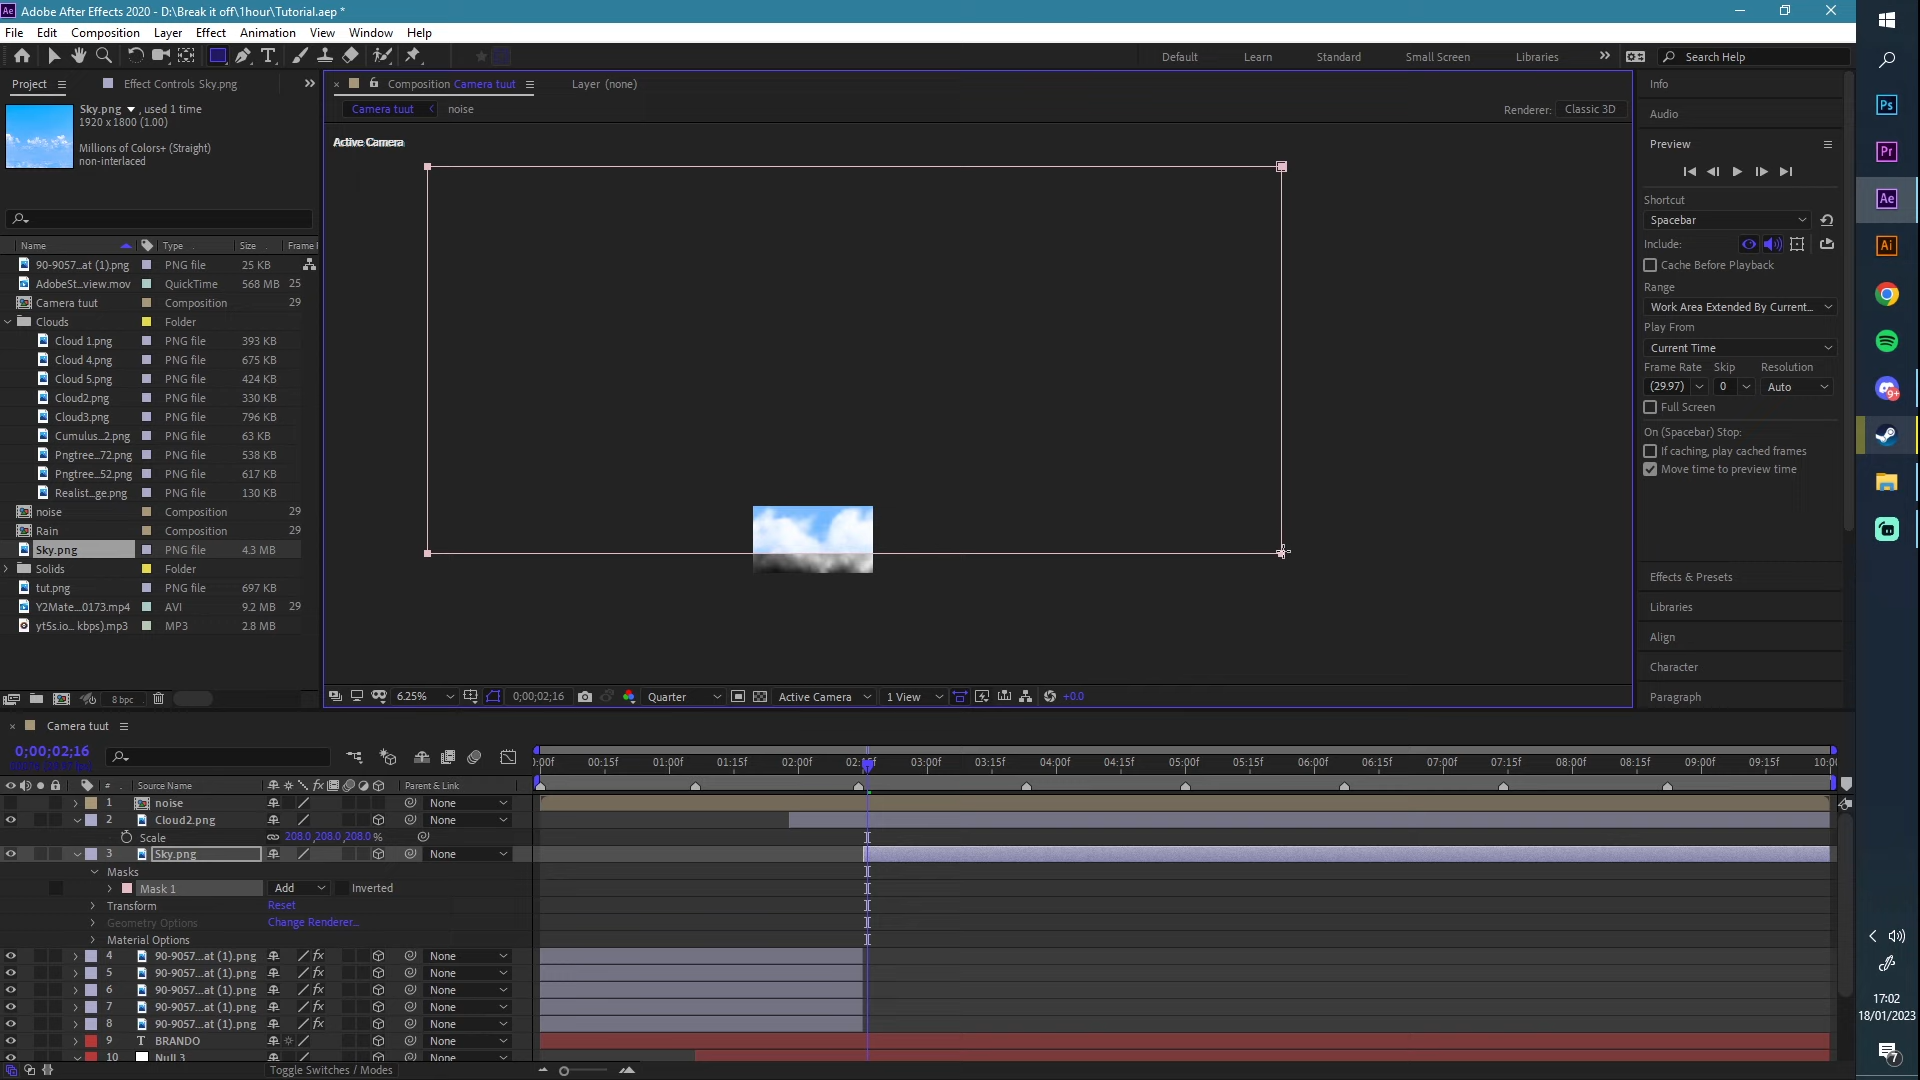 Adobe After Effects 2020 - D:\Break it off\1hour\Tutorial.aep *
File Edit Composition Layer Effect Animation View Window Help
Default Learn Standard Small Screen Libraries Search Help
Project Effect Controls Sky.png
Composition Camera tuut Layer (none)
Camera tuut noise
Renderer: Classic 3D
Sky.png , used 1 time
1920 x 1800 (1.00)
Millions of Colors+ (Straight)
non-interlaced
Active Camera
Name Type Size Frame
90-9057...at (1).png PNG file 25 KB
AdobeSt...view.mov QuickTime 568 MB 25
Camera tuut Composition 29
Clouds Folder
Cloud 1.png PNG file 393 KB
Cloud 4.png PNG file 675 KB
Cloud 5.png PNG file 424 KB
Cloud2.png PNG file 330 KB
Cloud3.png PNG file 796 KB
Cumulus...2.png PNG file 63 KB
Pngtree...72.png PNG file 538 KB
Pngtree...52.png PNG file 617 KB
Realist...ge.png PNG file 130 KB
noise Composition 29
Rain Composition 29
Sky.png PNG file 4.3 MB
Solids Folder
tut.png PNG file 697 KB
Y2Mate....0173.mp4 AVI 9.2 MB 29
yt5s.io... kbps).mp3 MP3 2.8 MB
8 bpc
6.25% 0;00;02;16 Quarter Active Camera 1 View +0.0
Info
Audio
Preview
Shortcut
Spacebar
Include:
Cache Before Playback
Range
Work Area Extended By Current...
Play From
Current Time
Frame Rate Skip Resolution
(29.97) 0 Auto
Full Screen
On (Spacebar) Stop:
If caching, play cached frames
Move time to preview time
Effects & Presets
Libraries
Align
Character
Paragraph
Ps
Pr
Ae
Ai
9+
17:02
18/01/2023
7
Camera tuut
0;00;02;16
:00f 00:15f 01:00f 01:15f 02:00f 03:00f 03:15f 04:00f 04:15f 05:00f 05:15f 06:00f 06:15f 07:00f 07:15f 08:00f 08:15f 09:00f 09:15f 10:0
# Source Name Parent & Link
1 noise None
2 Cloud2.png None
Scale 208.0,208.0,208.0%
3 Sky.png None
Masks
Mask 1 Add Inverted
Transform Reset
Geometry Options Change Renderer...
Material Options
4 90-9057...at (1).png None
5 90-9057...at (1).png None
6 90-9057...at (1).png None
7 90-9057...at (1).png None
8 90-9057...at (1).png None
9 T BRANDO None
10 Null 3 None
Toggle Switches / Modes